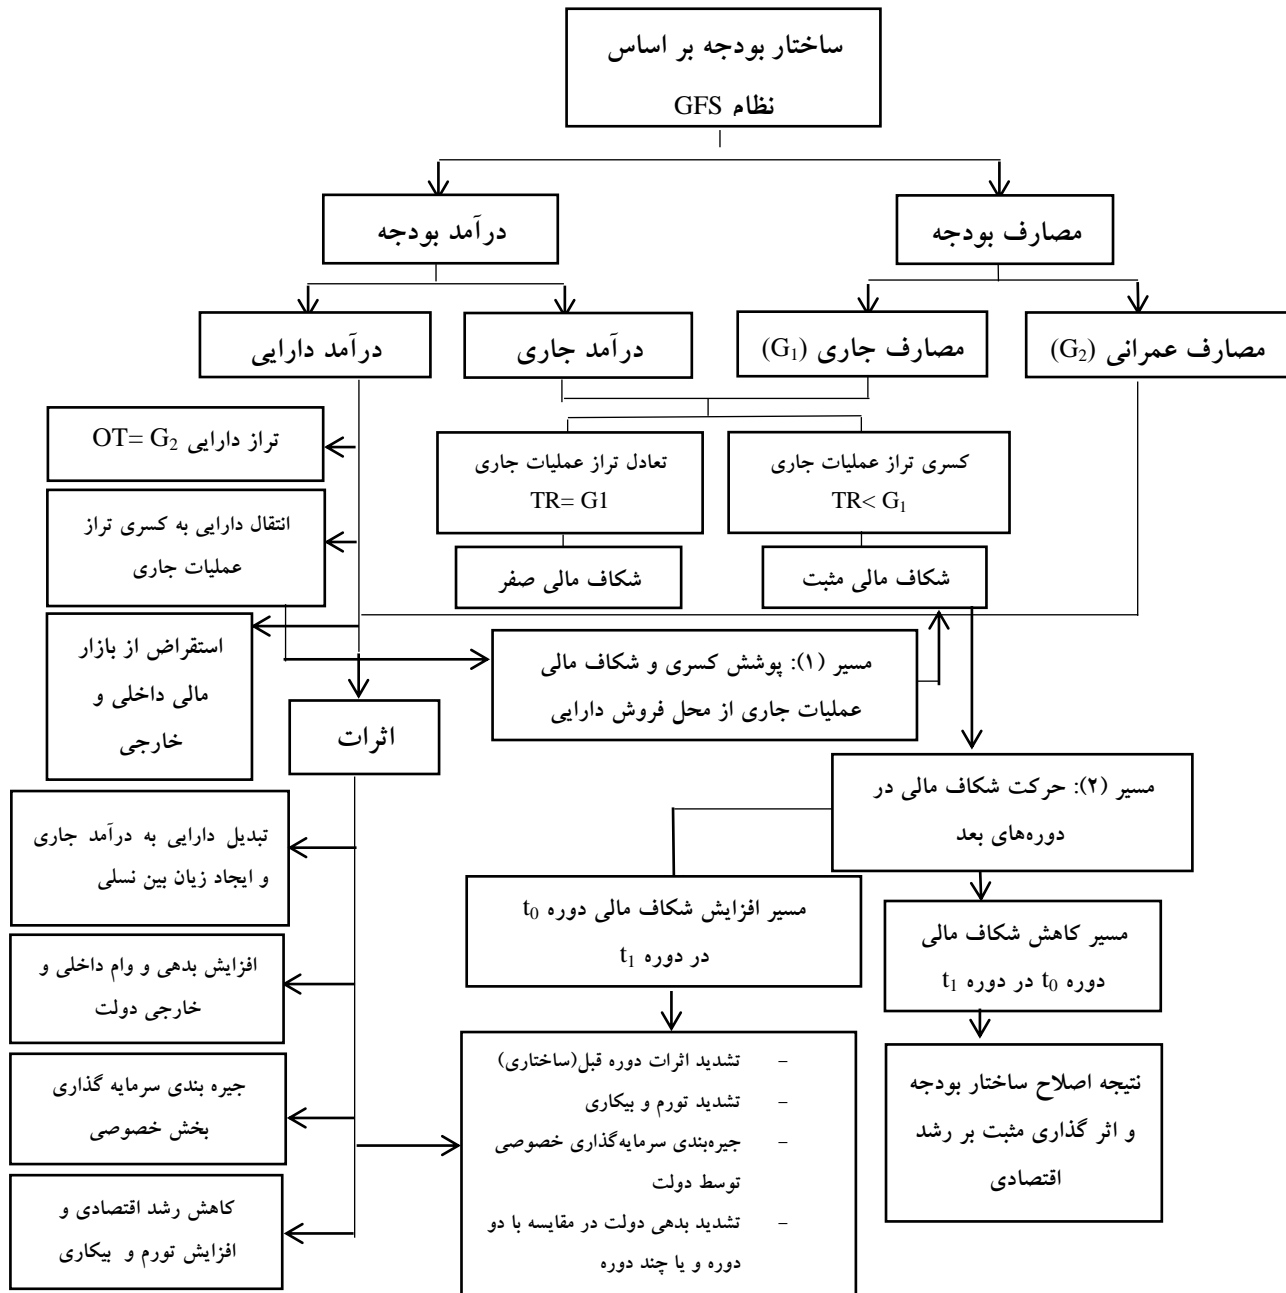 ساختار بودجه بر اساس
نظام GFS
درآمد بودجه
مصارف بودجه
درآمد دارایی
درآمد جاری
مصارف جاری (G₁)
مصارف عمرانی (G₂)
تراز دارایی OT= G₂
تعادل تراز عملیات جاری
TR= G1
کسری تراز عملیات جاری
TR< G₁
انتقال دارایی به کسری تراز
عملیات جاری
شکاف مالی صفر
شکاف مالی مثبت
استقراض از بازار
مالی داخلی و
خارجی
مسیر (۱): پوشش کسری و شکاف مالی
عملیات جاری از محل فروش دارایی
اثرات
مسیر (۲): حرکت شکاف مالی در
دوره‌های بعد
تبدیل دارایی به درآمد جاری
و ایجاد زیان بین نسلی
مسیر افزایش شکاف مالی دوره t₀
در دوره t₁
مسیر کاهش شکاف مالی
دوره t₀ در دوره t₁
افزایش بدهی و وام داخلی و
خارجی دولت
جیره بندی سرمایه گذاری
بخش خصوصی
کاهش رشد اقتصادی و
افزایش تورم و بیکاری
- تشدید اثرات دوره قبل(ساختاری)
- تشدید تورم و بیکاری
- جیره‌بندی سرمایه‌گذاری خصوصی
توسط دولت
- تشدید بدهی دولت در مقایسه با دو
دوره و یا چند دوره
نتیجه اصلاح ساختار بودجه
و اثر گذاری مثبت بر رشد
اقتصادی